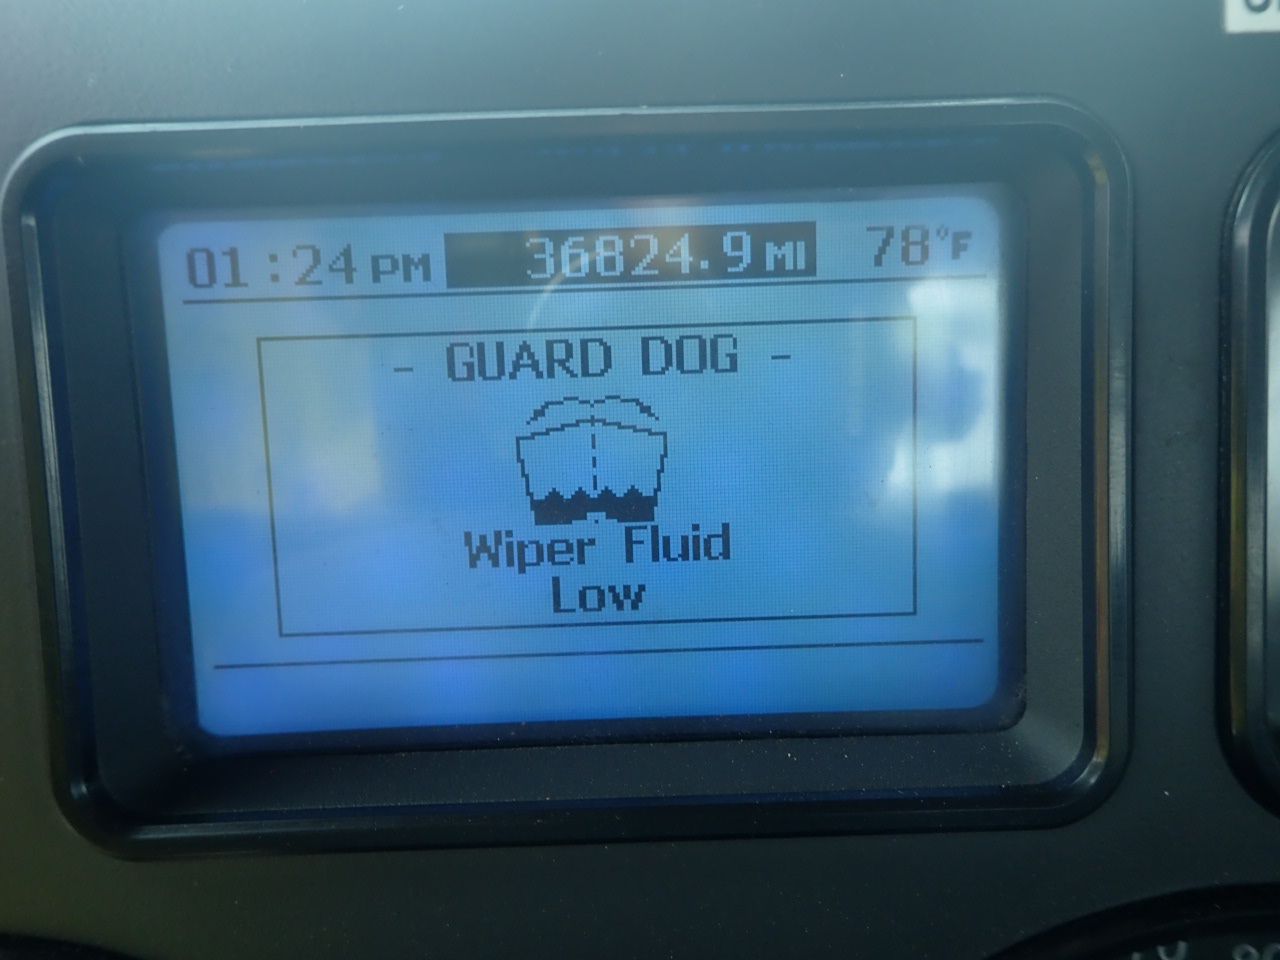 01:24 PM 36824.9 MI 78°F
- GUARD DOG -
Wiper Fluid
Low